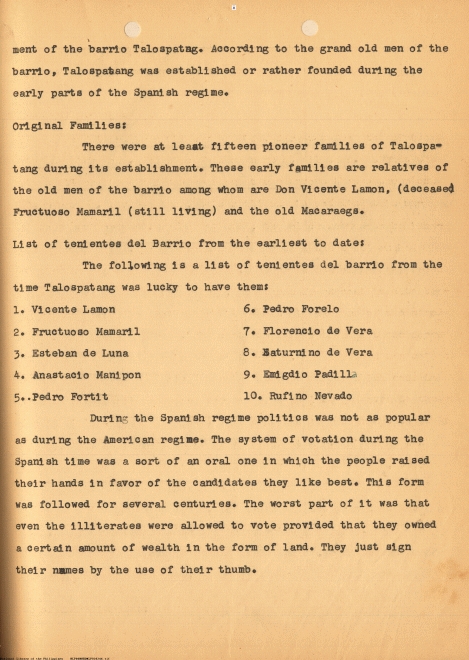 ment of the barrio Talospatng. According to the grand old men of the
barrio, Talospatang was established or rather founded during the
early parts of the Spanish regime.
Original Families:
There were at least fifteen pioneer families of Talospa-
tang during its establishment. These early families are relatives of
the old men of the barrio among whom are Don Vicente Lamon, (deceased
Fructuoso Mamaril (still living) and the old Macaraegs.
List of tenientes del Barrio from the earliest to date:
The following is a list of tenientes del barrio from the
time Talospatang was lucky to have them:
1. Vicente Lamon
2. Fructuoso Mamaril
3. Esteban de Luna
4. Anastacio Manipon
5..Pedro Fortit
6. Pedro Forelo
7. Florencio de Vera
8. Saturnino de Vera
9. Emigdio Padilla
10. Rufino Nevado
During the Spanish regime politics was not as popular
as during the American regime. The system of votation during the
Spanish time was a sort of an oral one in which the people raised
their hands in favor of the candidates they like best. This form
was followed for several centuries. The worst part of it was that
even the illiterates were allowed to vote provided that they owned
a certain amount of wealth in the form of land. They just sign
their names by the use of their thumb.